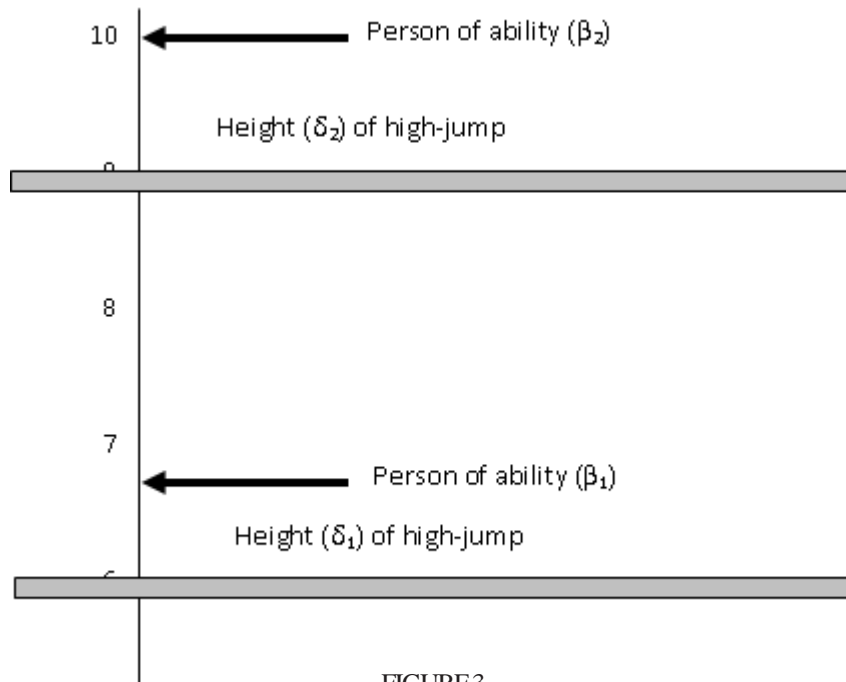 10
Person of ability (β₂)
Height (δ₂) of high-jump
8
7
Person of ability (β₁)
Height (δ₁) of high-jump